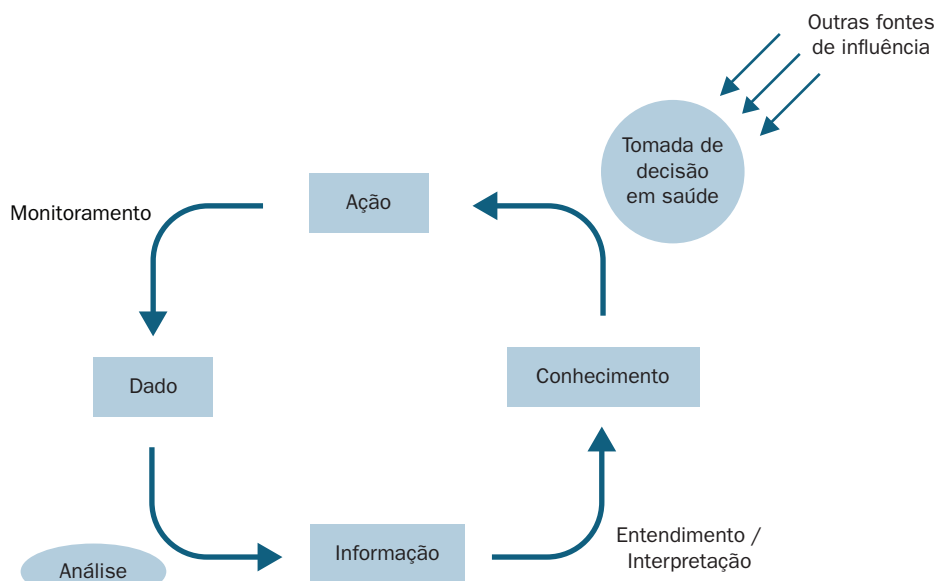 Outras fontes
de influência
Tomada de
decisão
em saúde
Ação
Monitoramento
Dado
Conhecimento
Informação
Entendimento /
Interpretação
Análise